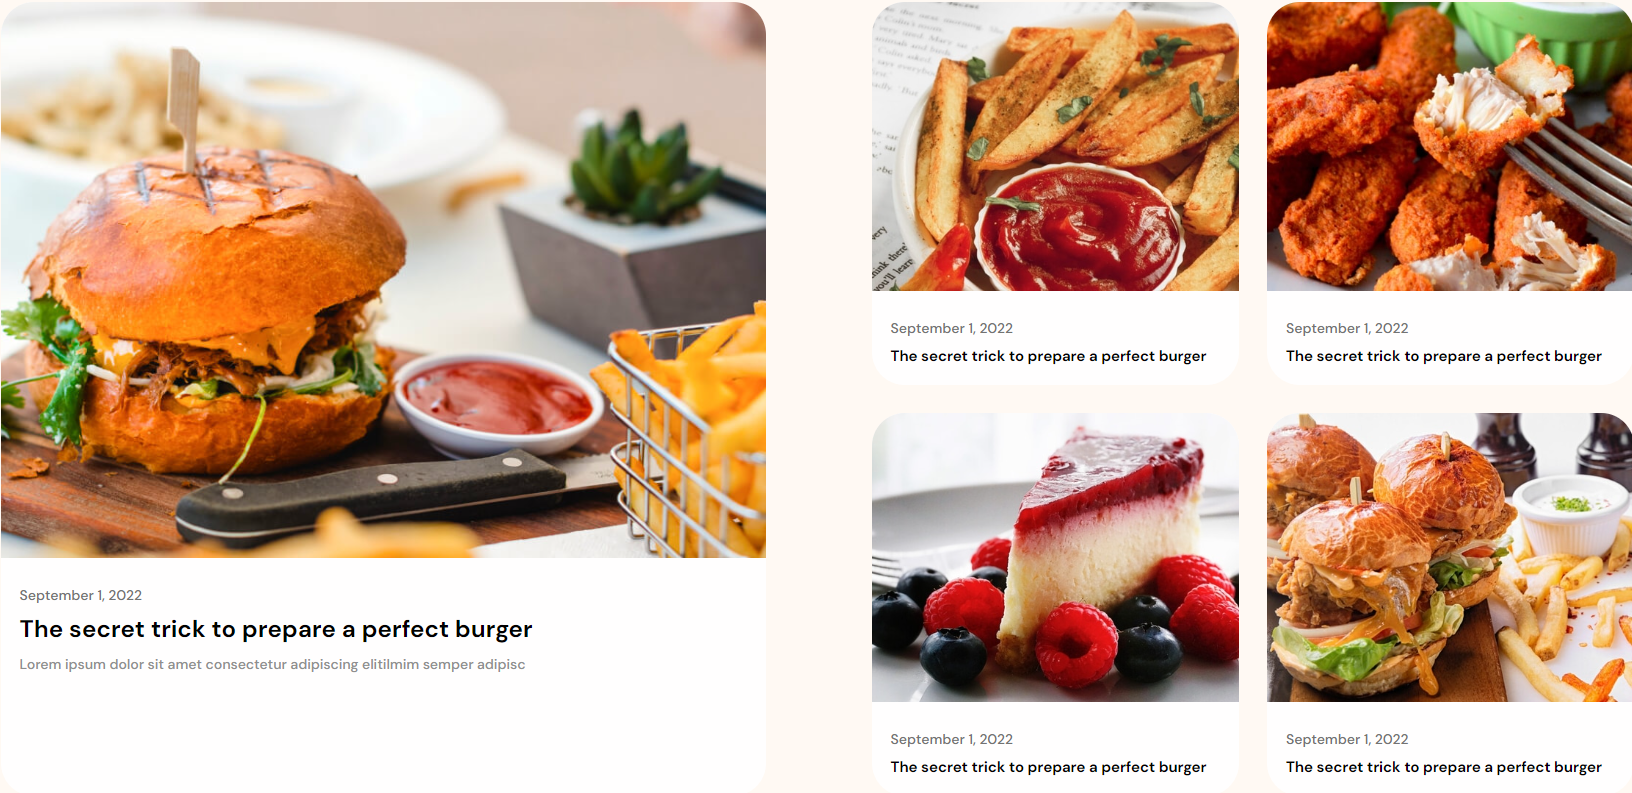 September 1, 2022
The secret trick to prepare a perfect burger
Lorem ipsum dolor sit amet consectetur adipiscing elitilmim semper adipisc
September 1, 2022
The secret trick to prepare a perfect burger
September 1, 2022
The secret trick to prepare a perfect burger
September 1, 2022
The secret trick to prepare a perfect burger
September 1, 2022
The secret trick to prepare a perfect burger